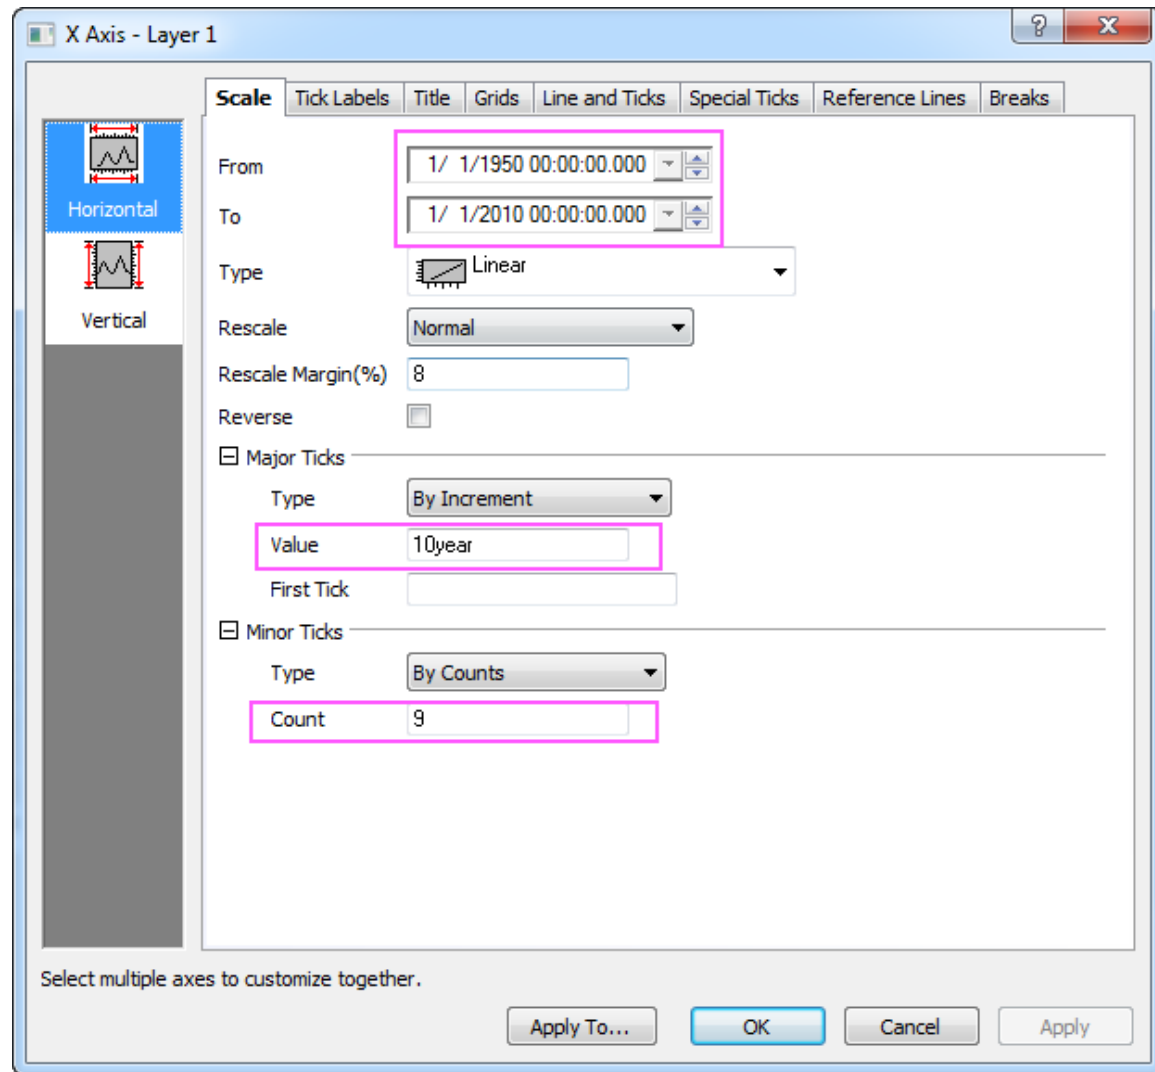 X Axis - Layer 1
Scale Tick Labels Title Grids Line and Ticks Special Ticks Reference Lines Breaks
Horizontal
Vertical
From 1/ 1/1950 00:00:00.000
To 1/ 1/2010 00:00:00.000
Type Linear
Rescale Normal
Rescale Margin(%) 8
Reverse
Major Ticks
Type By Increment
Value 10year
First Tick
Minor Ticks
Type By Counts
Count 9
Select multiple axes to customize together.
Apply To... OK Cancel Apply